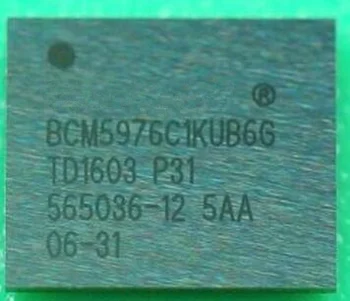 ®
BCM5976C1KUB6G
TD1603 P31
565036-12 5AA
06-31